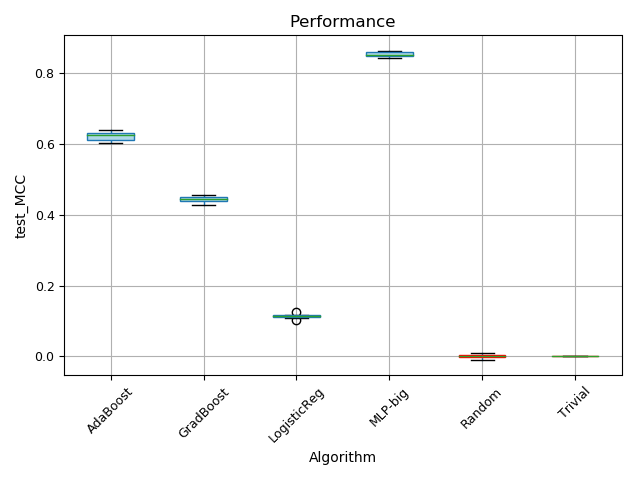 Performance
test_MCC
0.8
0.6
0.4
0.2
0.0
AdaBoost
GradBoost
LogisticReg
MLP-big
Random
Trivial
Algorithm